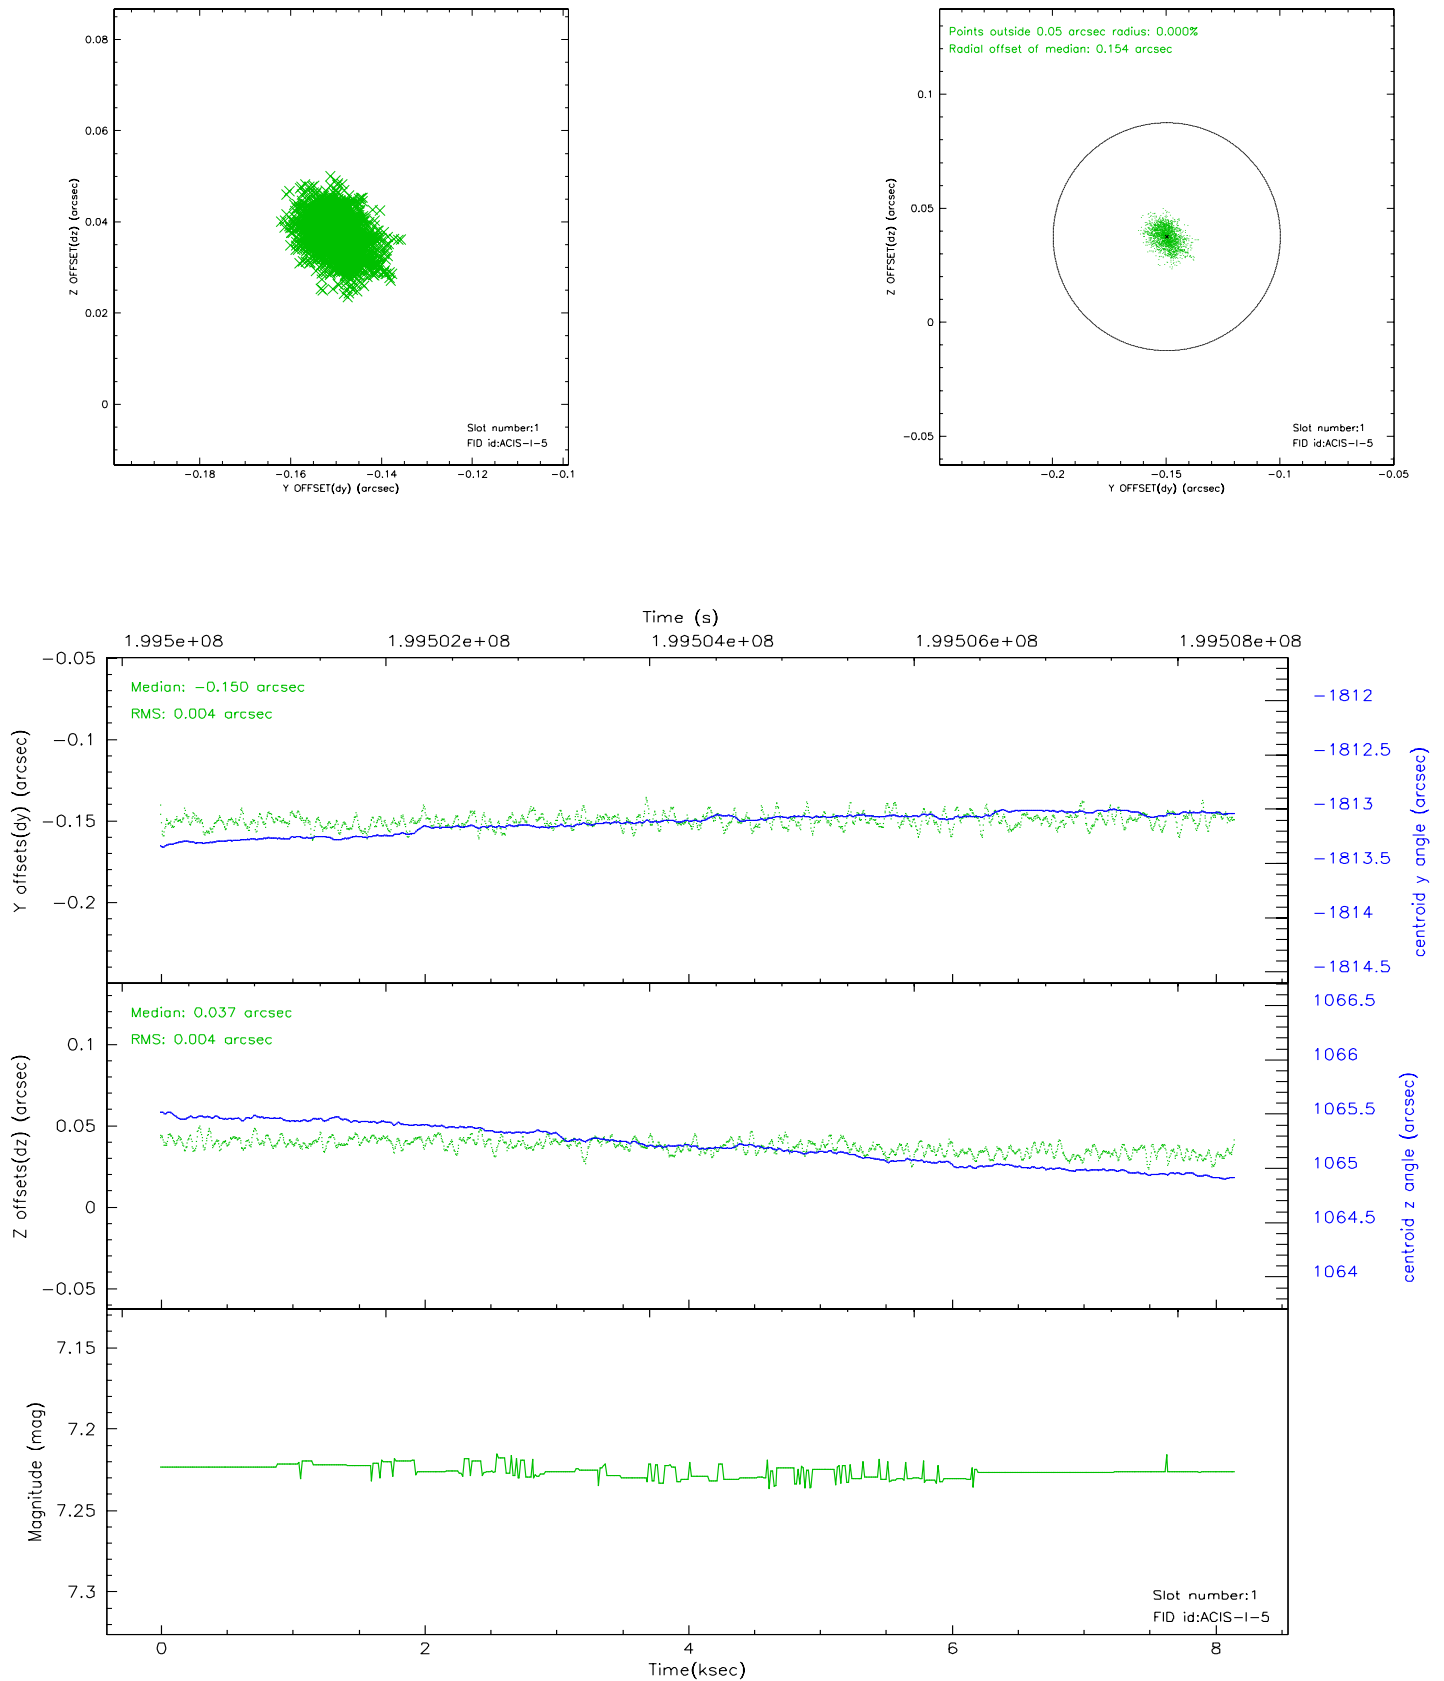 0.08
0.06
0.04
0.02
0
Z OFFSET(dz) (arcsec)
Slot number:1
FID id:ACIS-I-5
-0.18
-0.16
-0.14
-0.12
-0.1
Y OFFSET(dy) (arcsec)
Points outside 0.05 arcsec radius: 0.000%
Radial offset of median: 0.154 arcsec
0.1
0.05
0
-0.05
Z OFFSET(dz) (arcsec)
Slot number:1
FID id:ACIS-I-5
-0.2
-0.15
-0.1
-0.05
Y OFFSET(dy) (arcsec)
Time (s)
1.995e+08
1.99502e+08
1.99504e+08
1.99506e+08
1.99508e+08
-0.05
-0.1
-0.15
-0.2
Y offsets(dy) (arcsec)
Median: -0.150 arcsec
RMS: 0.004 arcsec
-1812
-1812.5
-1813
-1813.5
-1814
-1814.5
centroid y angle (arcsec)
0.1
0.05
0
-0.05
Z offsets(dz) (arcsec)
Median: 0.037 arcsec
RMS: 0.004 arcsec
1066.5
1066
1065.5
1065
1064.5
1064
centroid z angle (arcsec)
7.15
7.2
7.25
7.3
Magnitude (mag)
Slot number:1
FID id:ACIS-I-5
0
2
4
6
8
Time(ksec)